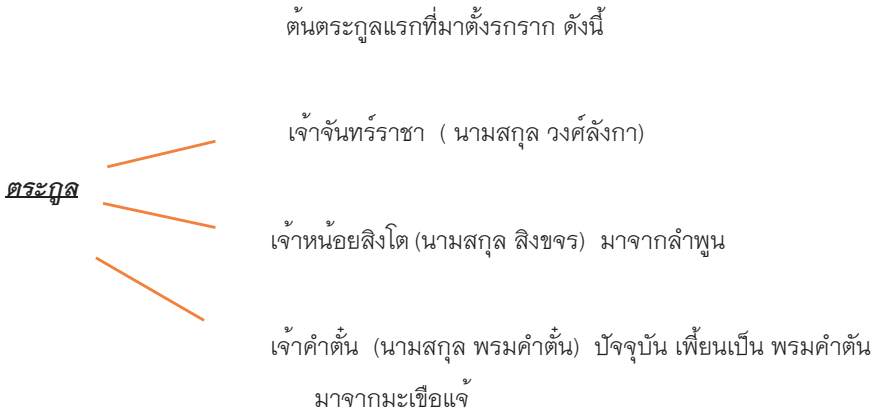 ต้นตระกูลแรกที่มาตั้งรกราก ดังนี้
เจ้าจันทร์ราชา ( นามสกุล วงศ์ลังกา)
ตระกูล
เจ้าหน้อยสิงโต (นามสกุล สิงขจร) มาจากลำพูน
เจ้าคำตั๋น (นามสกุล พรมคำตั๋น) ปัจจุบัน เพี้ยนเป็น พรมคำตัน
มาจากมะเขือแจ้